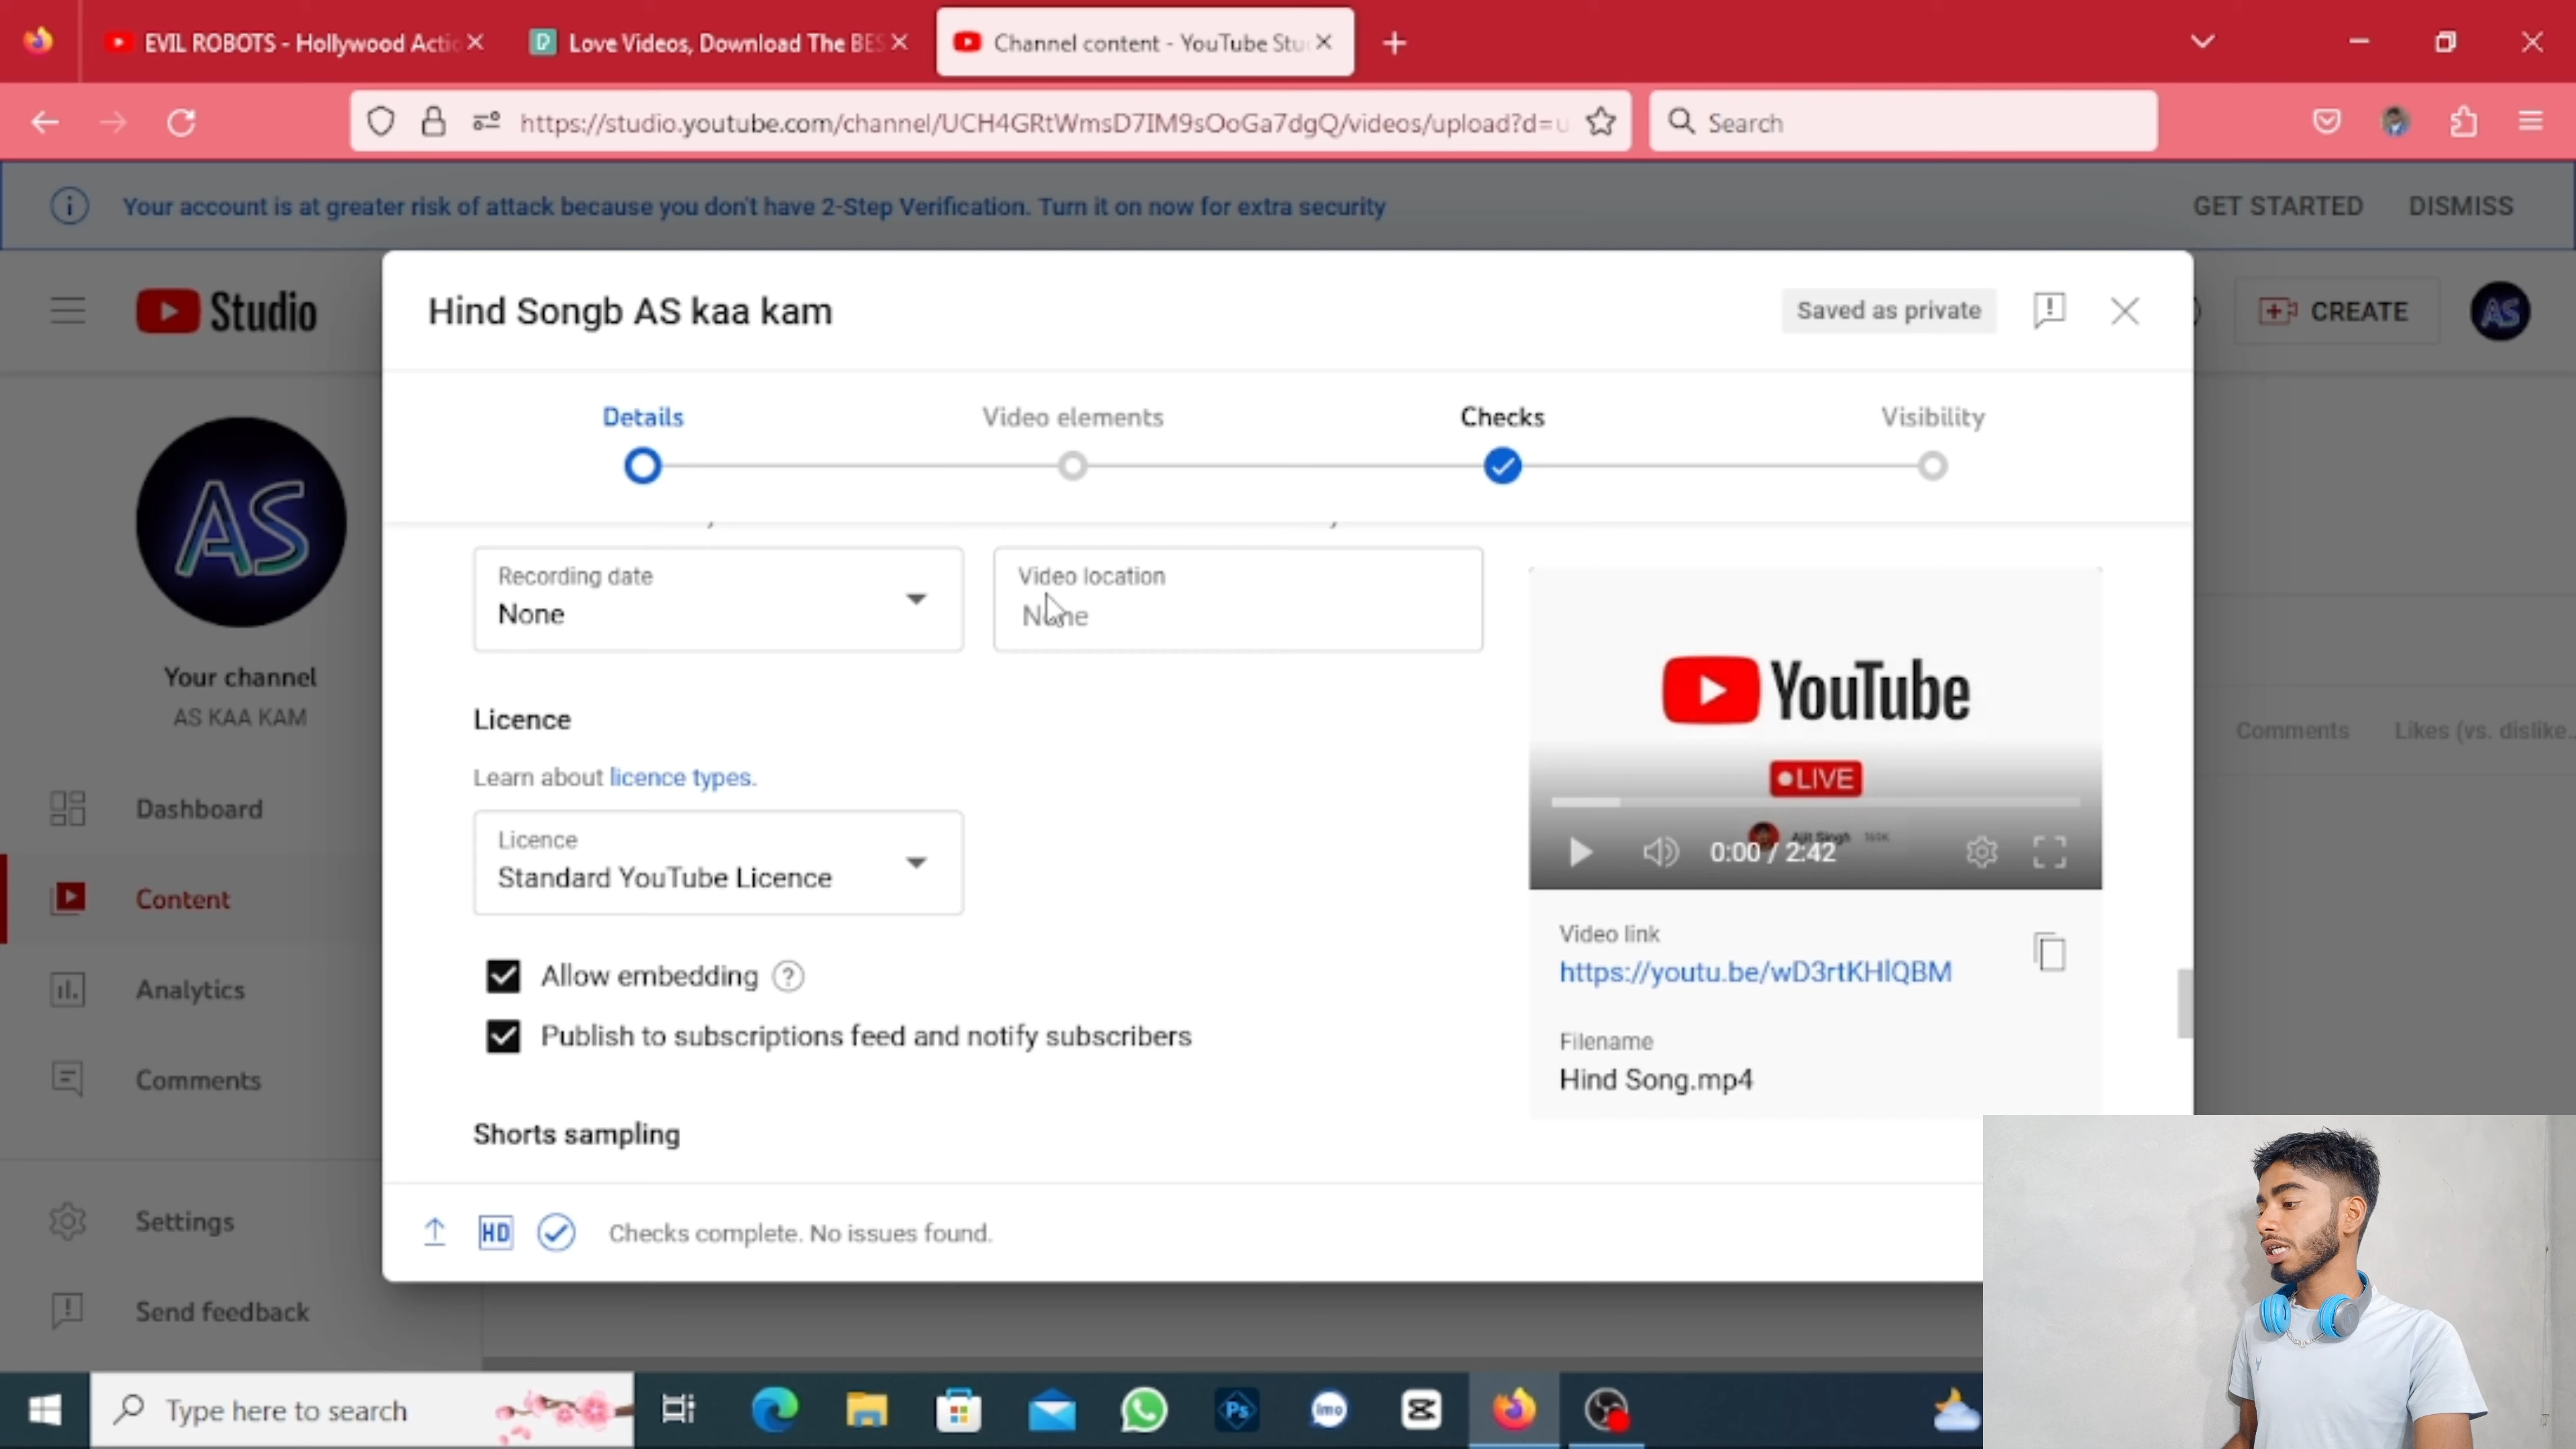 EVIL ROBOTS - Hollywood Actio
Love Videos, Download The BES
Channel content - YouTube Stu
https://studio.youtube.com/channel/UCH4GRtWmsD7IM9sOoGa7dgQ/videos/upload?d=u
Search
Your account is at greater risk of attack because you don't have 2-Step Verification. Turn it on now for extra security
GET STARTED
DISMISS
Studio
Hind Songb AS kaa kam
Saved as private
CREATE
AS
Details
Video elements
Checks
Visibility
AS
Your channel
AS KAA KAM
Dashboard
Content
Analytics
Comments
Settings
Send feedback
Recording date
None
Video location
None
Licence
Learn about licence types.
Licence
Standard YouTube Licence
Allow embedding
Publish to subscriptions feed and notify subscribers
Shorts sampling
YouTube
LIVE
Ajit Singh
0:00 / 2:42
Video link
https://youtu.be/wD3rtKHlQBM
Filename
Hind Song.mp4
Comments
Likes (vs. dislike...
HD
Checks complete. No issues found.
Type here to search
Ps
imo